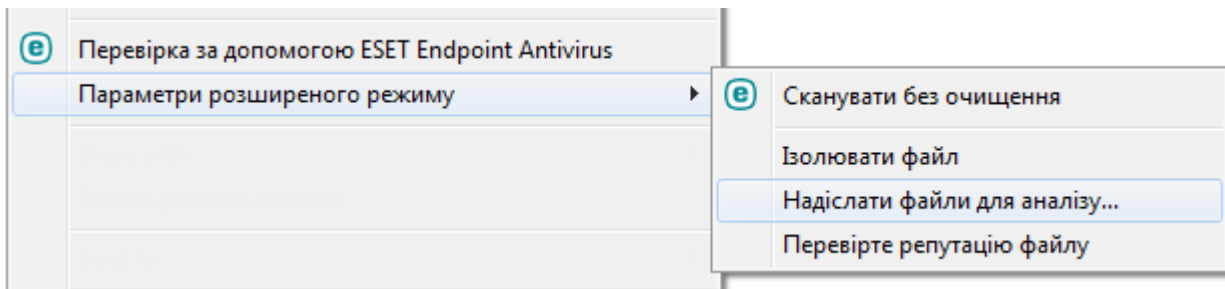 Перевірка за допомогою ESET Endpoint Antivirus
Параметри розширеного режиму
Сканувати без очищення
Ізолювати файл
Надіслати файли для аналізу...
Перевірте репутацію файлу